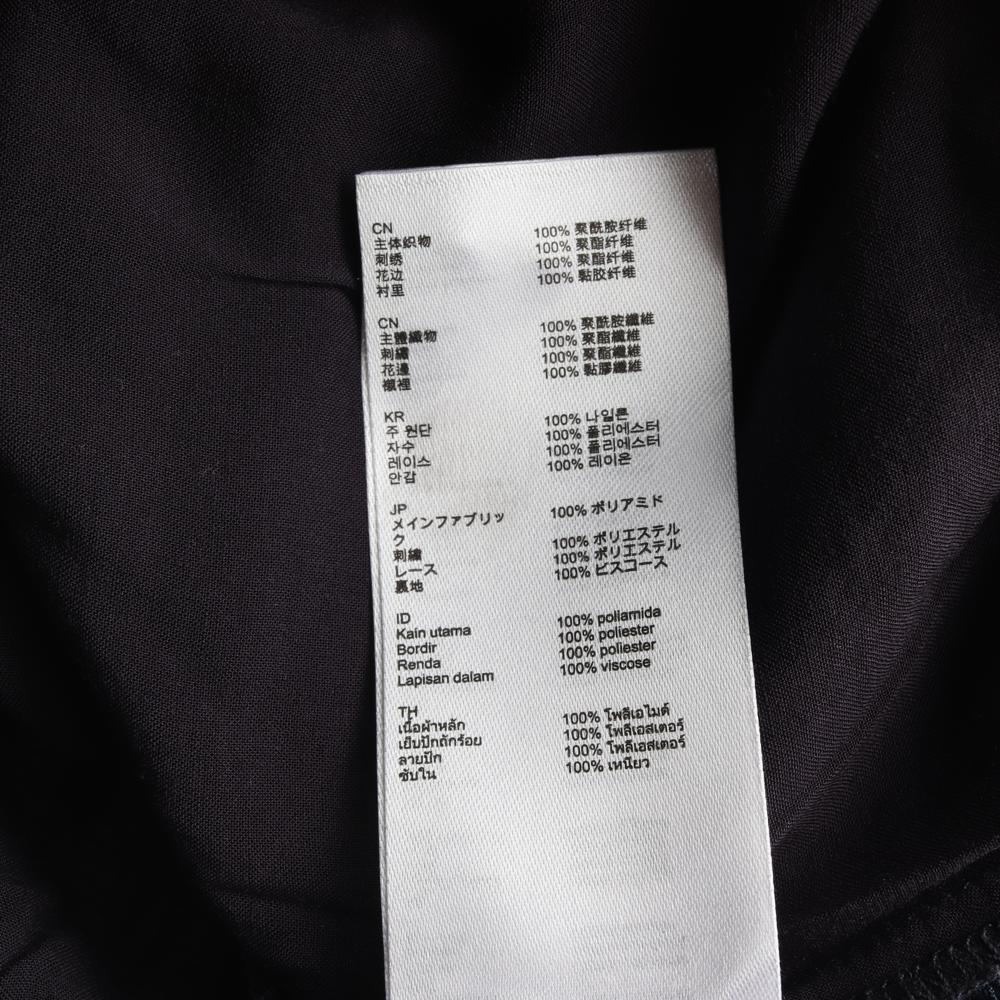 CN
主体织物 100% 聚酰胺纤维
刺绣 100% 聚酯纤维
花边 100% 聚酯纤维
衬里 100% 黏胶纤维
CN
主體織物 100% 聚酰胺纖維
刺繡 100% 聚酯纖維
花邊 100% 聚酯纖維
襯裡 100% 黏膠纖維
KR
주 원단 100% 나일론
자수 100% 폴리에스터
레이스 100% 폴리에스터
안감 100% 레이온
JP
メインファブリッ 100% ポリアミド
ク
刺繍 100% ポリエステル
レース 100% ポリエステル
裏地 100% ビスコース
ID
Kain utama 100% poliamida
Bordir 100% poliester
Renda 100% poliester
Lapisan dalam 100% viscose
TH
เนื้อผ้าหลัก 100% โพลีเอไมด์
เย็บปักถักร้อย 100% โพลีเอสเตอร์
ลายปัก 100% โพลีเอสเตอร์
ซับใน 100% เหนียว